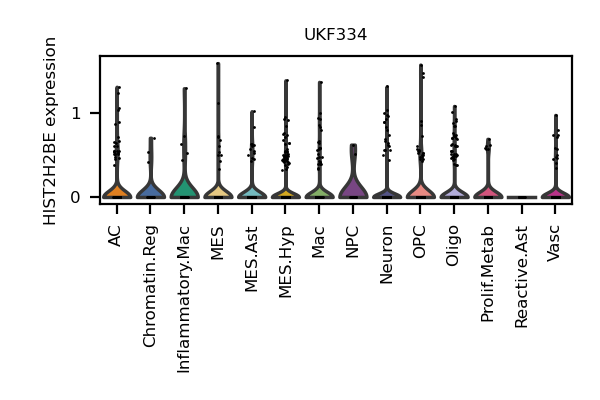 UKF334
HIST2H2BE expression
1
0
AC
Chromatin.Reg
Inflammatory.Mac
MES
MES.Ast
MES.Hyp
Mac
NPC
Neuron
OPC
Oligo
Prolif.Metab
Reactive.Ast
Vasc